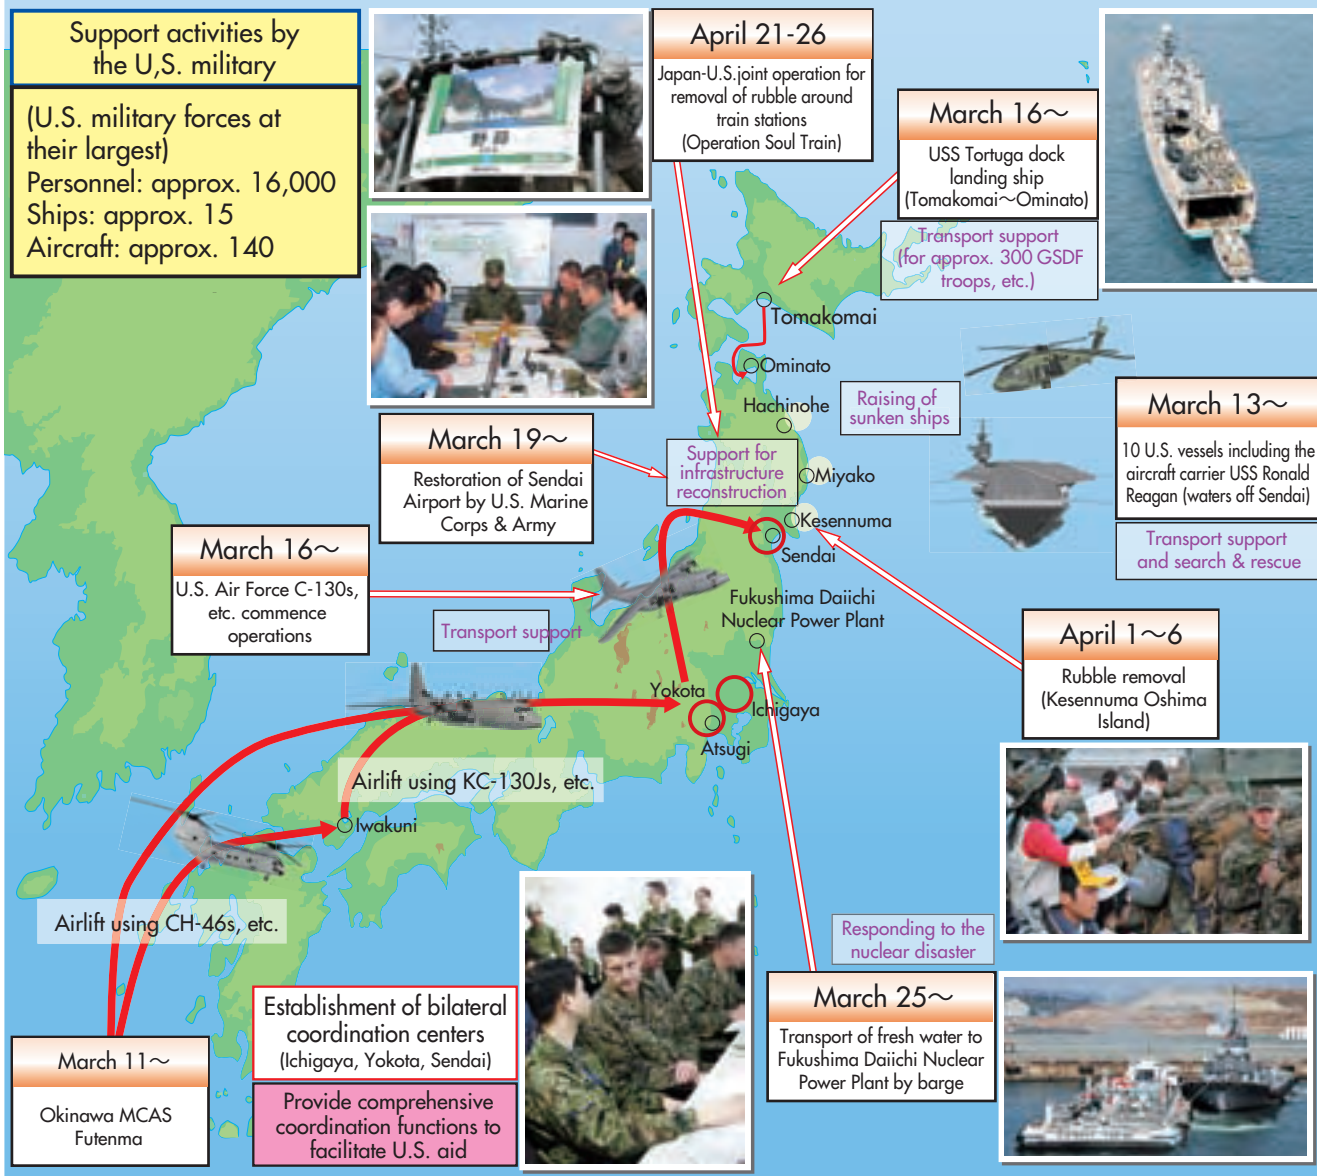 Support activities by
the U,S. military
(U.S. military forces at
their largest)
Personnel: approx. 16,000
Ships: approx. 15
Aircraft: approx. 140
April 21-26
Japan-U.S.joint operation for
removal of rubble around
train stations
(Operation Soul Train)
March 16～
USS Tortuga dock
landing ship
(Tomakomai～Ominato)
Transport support
(for approx. 300 GSDF
troops, etc.)
Tomakomai
Ominato
Hachinohe
Raising of
sunken ships
March 13～
10 U.S. vessels including the
aircraft carrier USS Ronald
Reagan (waters off Sendai)
Transport support
and search & rescue
March 19～
Restoration of Sendai
Airport by U.S. Marine
Corps & Army
Support for
infrastructure
reconstruction
Miyako
Kesennuma
Sendai
March 16～
U.S. Air Force C-130s,
etc. commence
operations
Transport support
Fukushima Daiichi
Nuclear Power Plant
April 1～6
Rubble removal
(Kesennuma Oshima
Island)
Yokota
Ichigaya
Atsugi
Airlift using KC-130Js, etc.
Iwakuni
Airlift using CH-46s, etc.
Responding to the
nuclear disaster
March 25～
Transport of fresh water to
Fukushima Daiichi Nuclear
Power Plant by barge
Establishment of bilateral
coordination centers
(Ichigaya, Yokota, Sendai)
Provide comprehensive
coordination functions to
facilitate U.S. aid
March 11～
Okinawa MCAS
Futenma